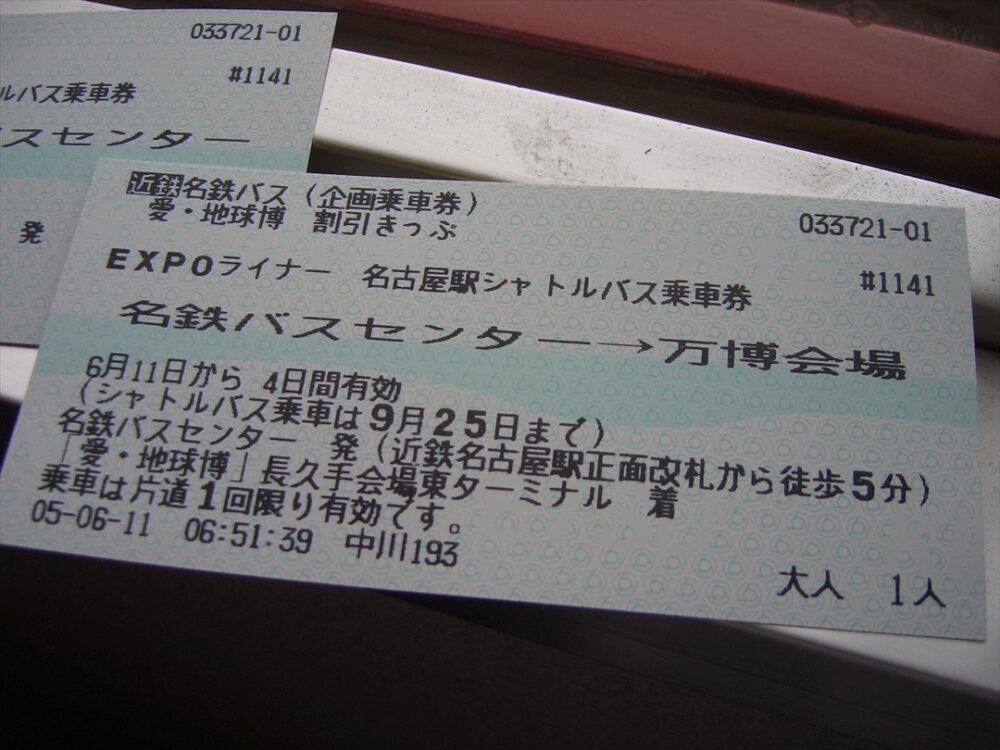 033721-01
#1141
ルバス乗車券
バスセンター
発
近鉄 名鉄バス (企画乗車券)
033721-01
愛・地球博 割引きっぷ
#1141
EXPOライナー 名古屋駅シャトルバス乗車券
名鉄バスセンター→万博会場
6月11日から 4日間有効
(シャトルバス乗車は9月25日まで)
名鉄バスセンター 発 (近鉄名古屋駅正面改札から徒歩5分)
「愛・地球博」長久手会場東ターミナル 着
乗車は片道1回限り有効です。
05-06-11 06:51:39 中川193
大人 1人